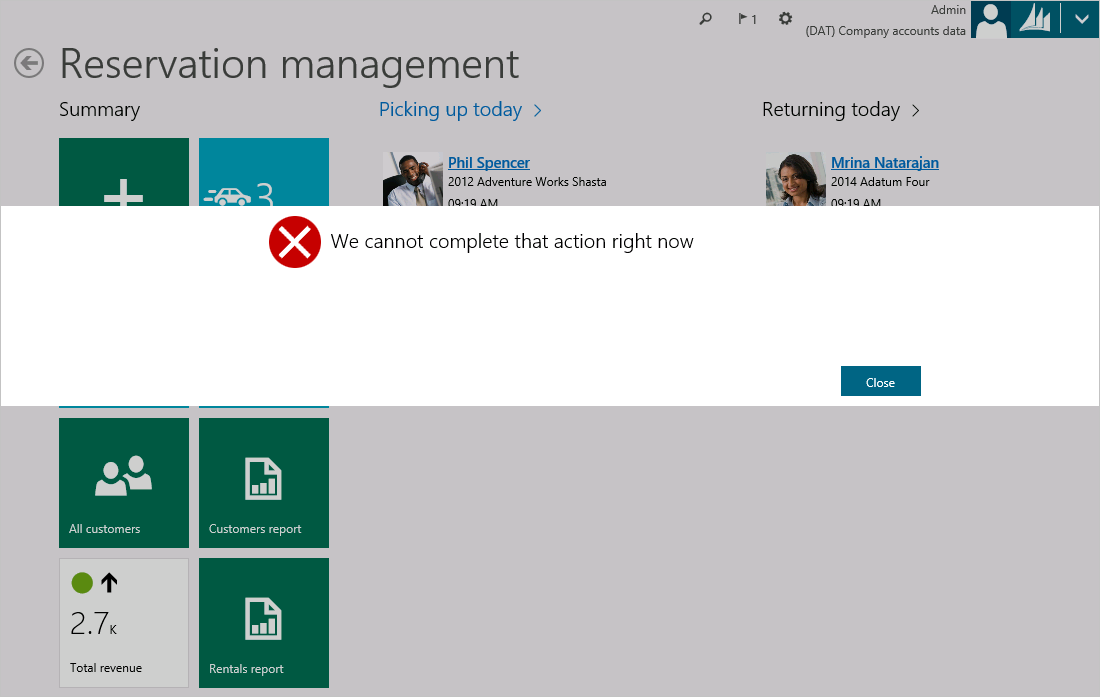 1
Admin
(DAT) Company accounts data
Reservation management
Summary
Picking up today
Returning today
3
Phil Spencer
2012 Adventure Works Shasta
09:19 AM
Mrina Natarajan
2014 Adatum Four
09:19 AM
We cannot complete that action right now
Close
All customers
Customers report
2.7K
Total revenue
Rentals report